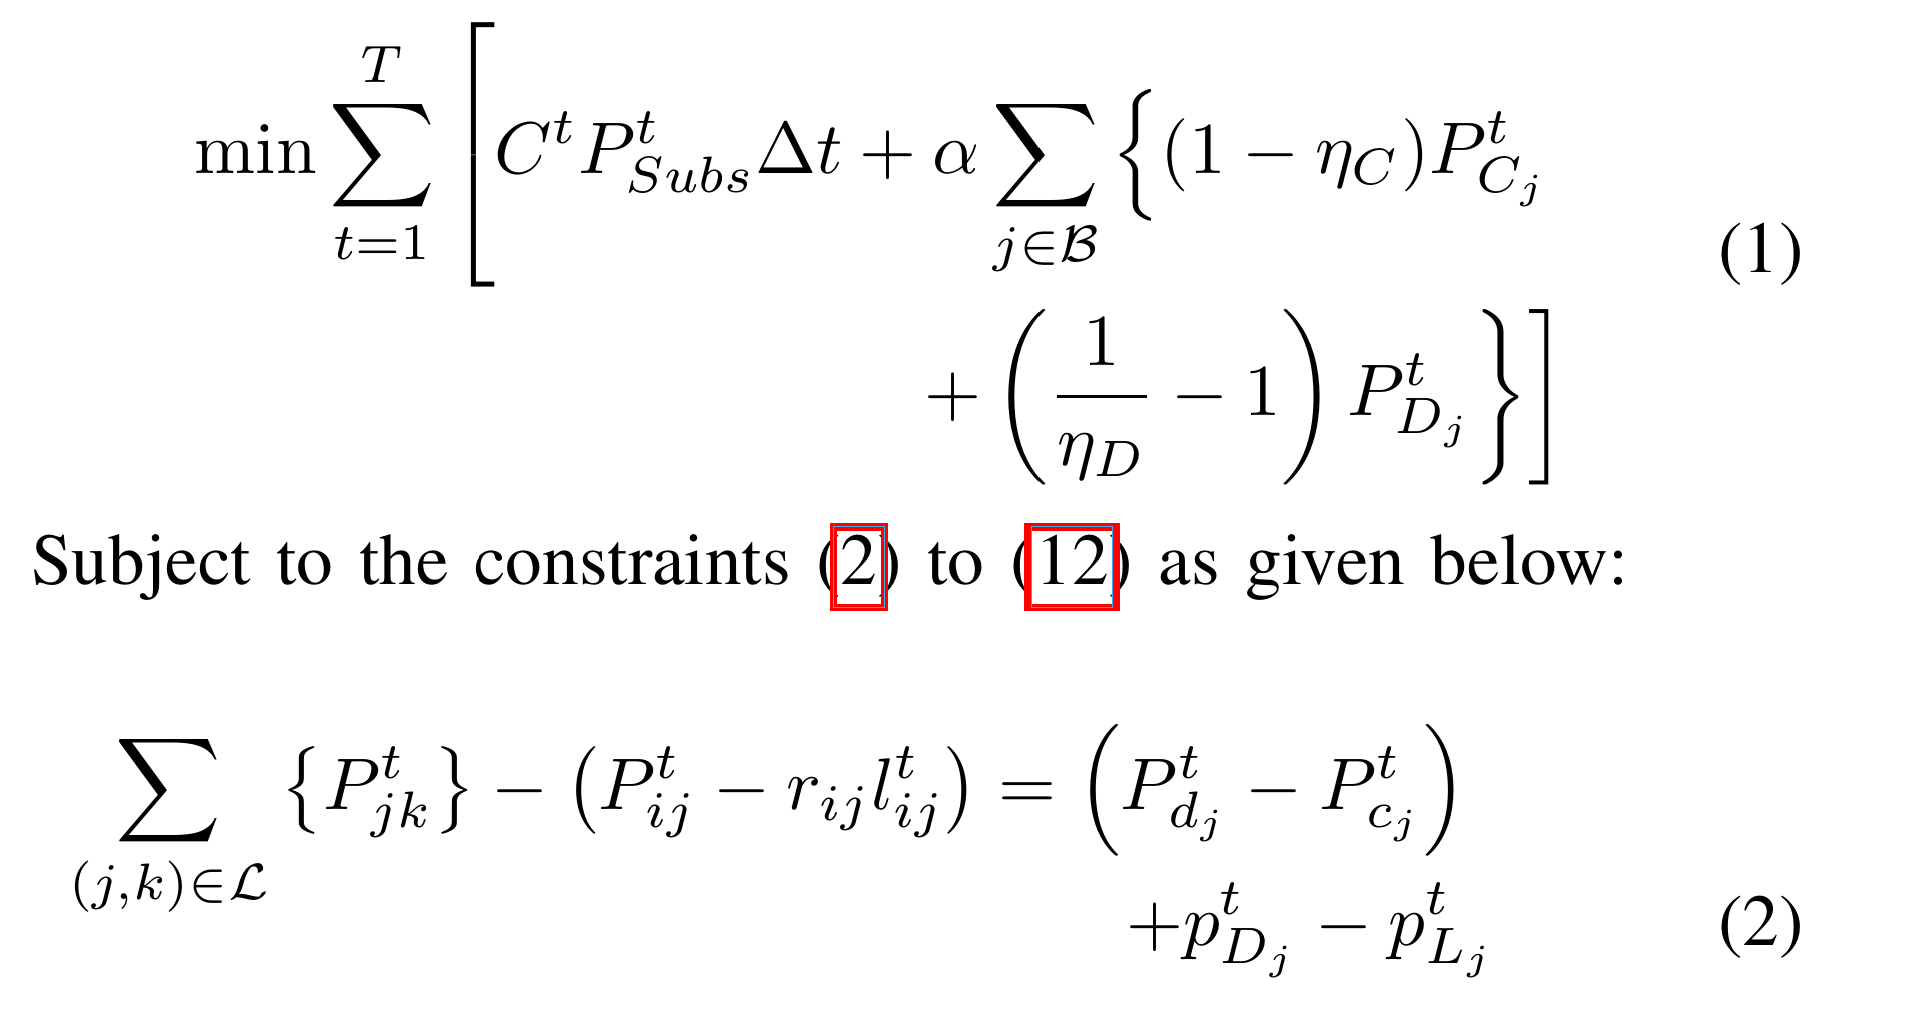 min ∑_{t=1}^{T} [ C^t P^t_{Subs} Δt + α ∑_{j∈ℬ} { (1 − η_C) P^t_{C_j}
(1)
+ ( 1/η_D − 1 ) P^t_{D_j} } ]
Subject to the constraints (2) to (12) as given below:
∑_{(j,k)∈ℒ} { P^t_{jk} } − ( P^t_{ij} − r_{ij} l^t_{ij} ) = ( P^t_{d_j} − P^t_{c_j} )
+ p^t_{D_j} − p^t_{L_j} (2)